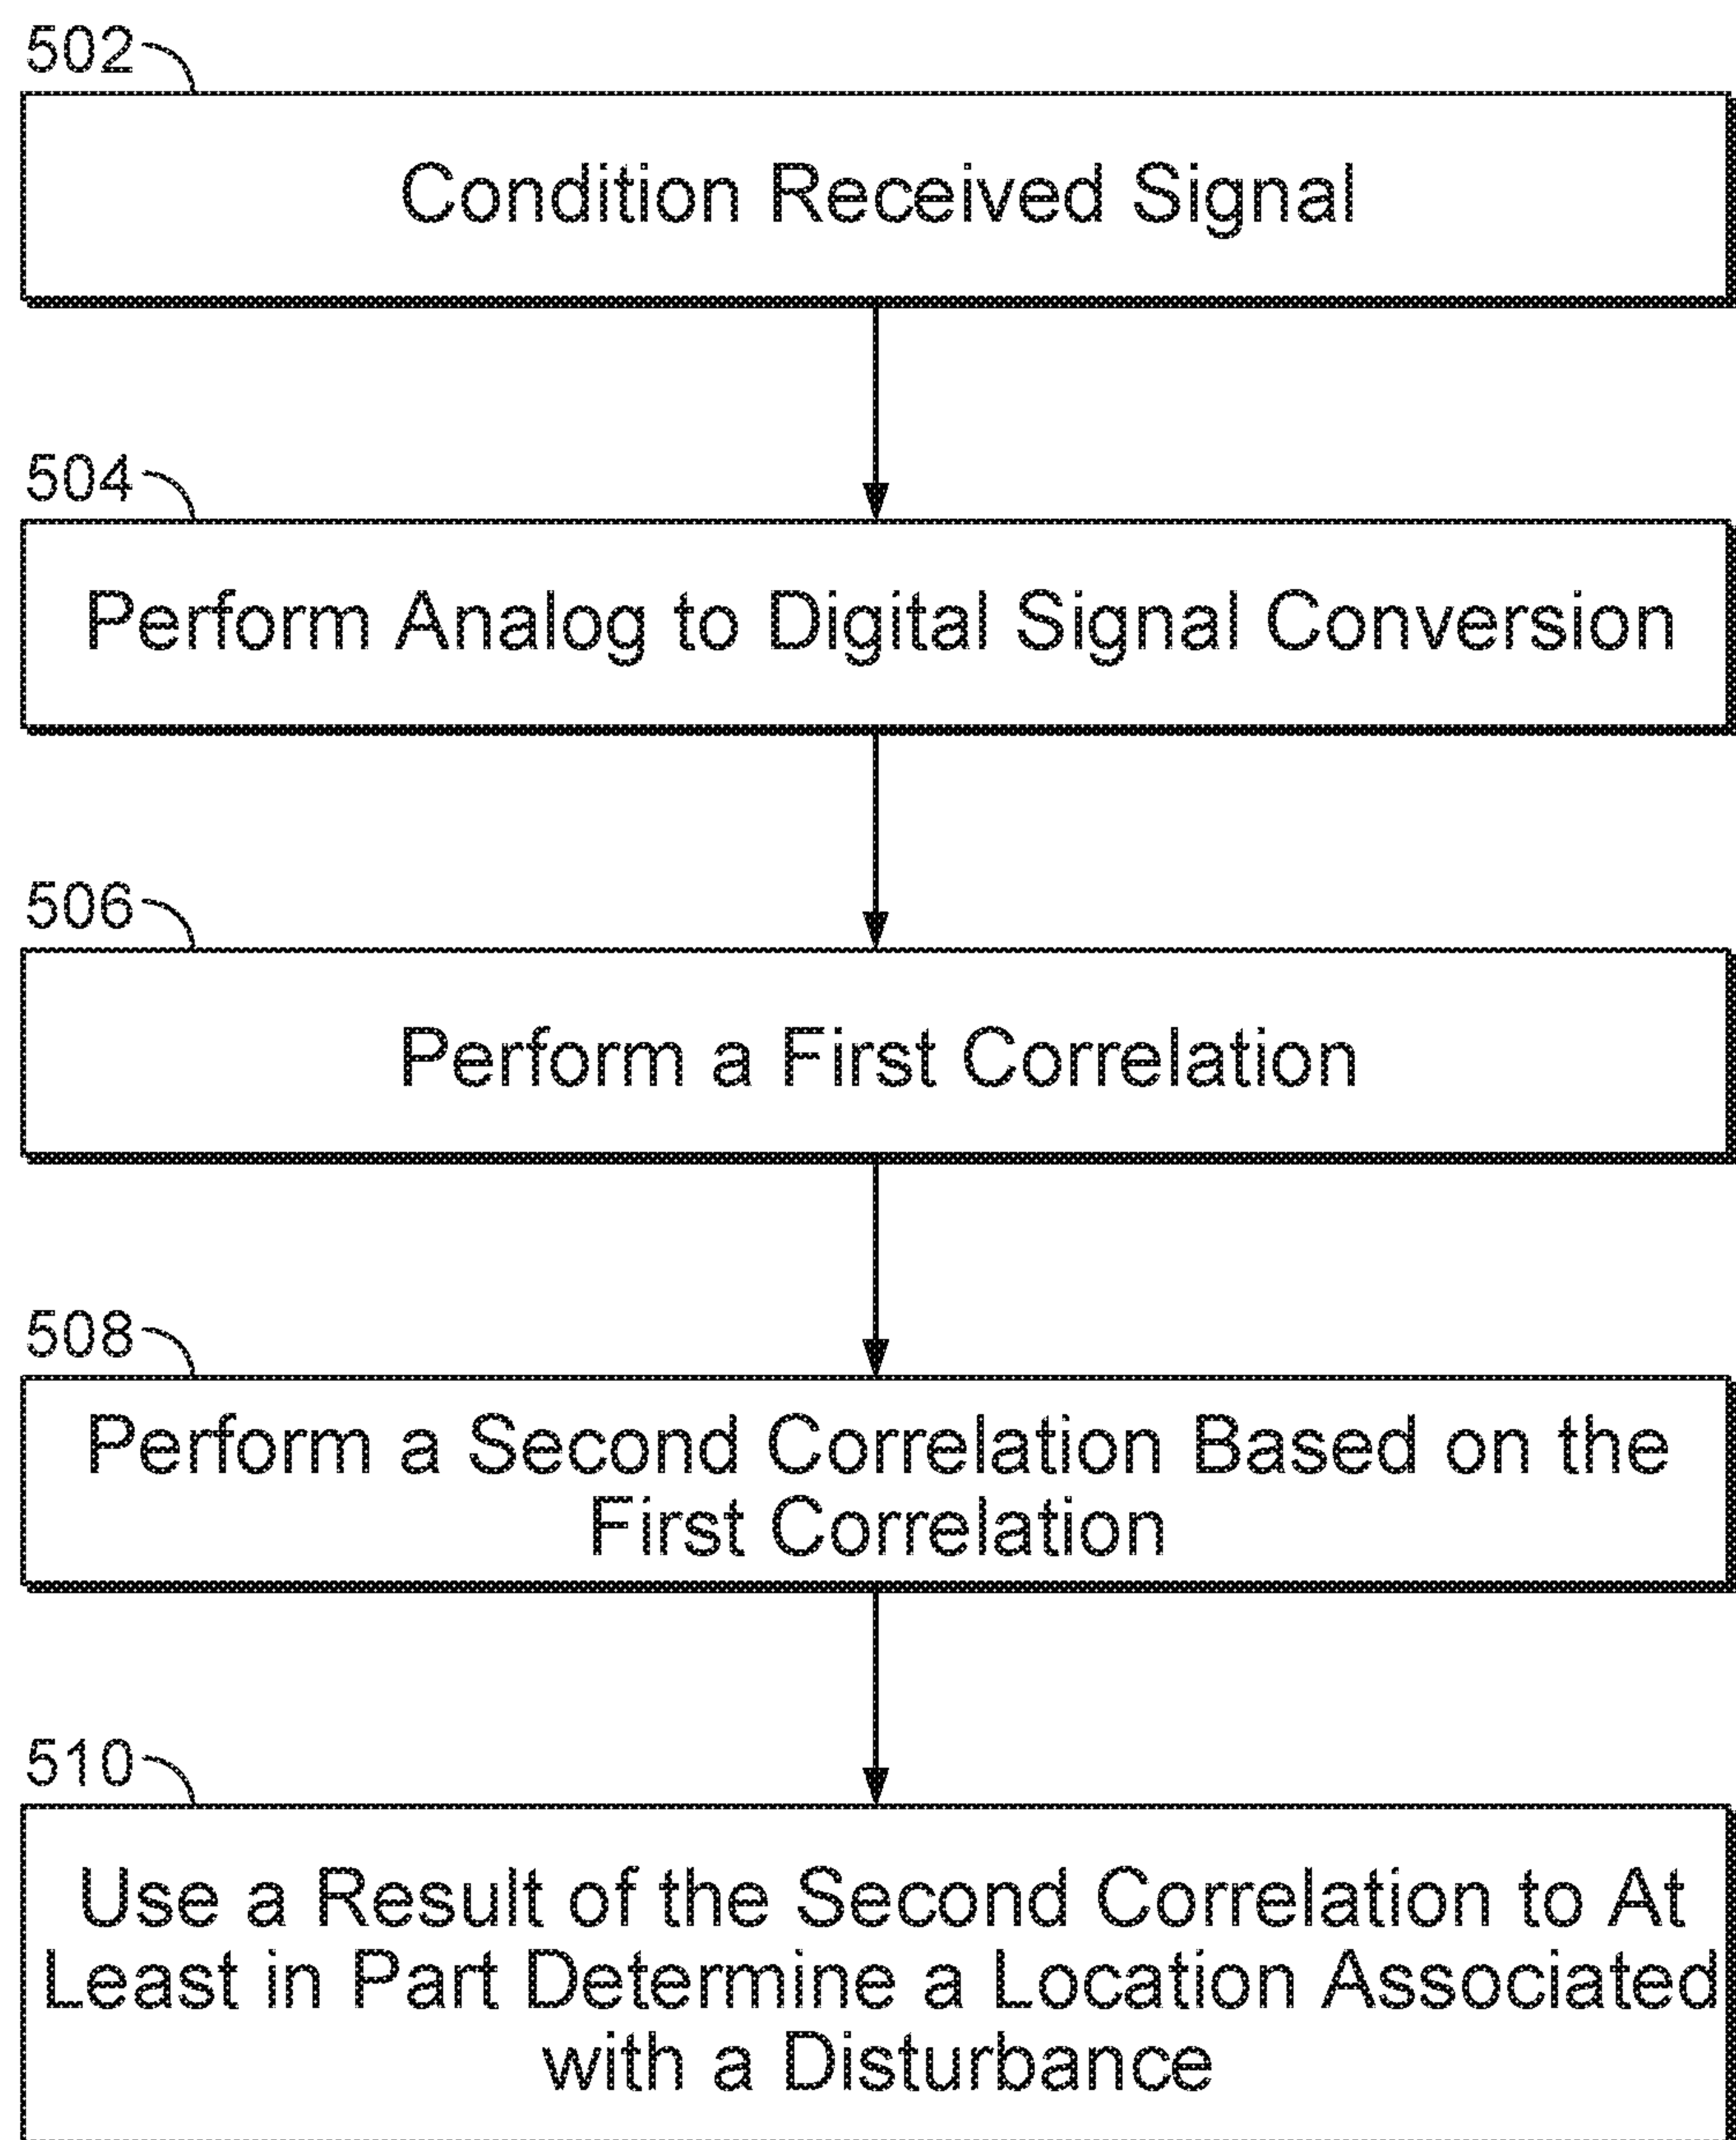 502
Condition Received Signal
504
Perform Analog to Digital Signal Conversion
506
Perform a First Correlation
508
Perform a Second Correlation Based on the
First Correlation
510
Use a Result of the Second Correlation to At
Least in Part Determine a Location Associated
with a Disturbance